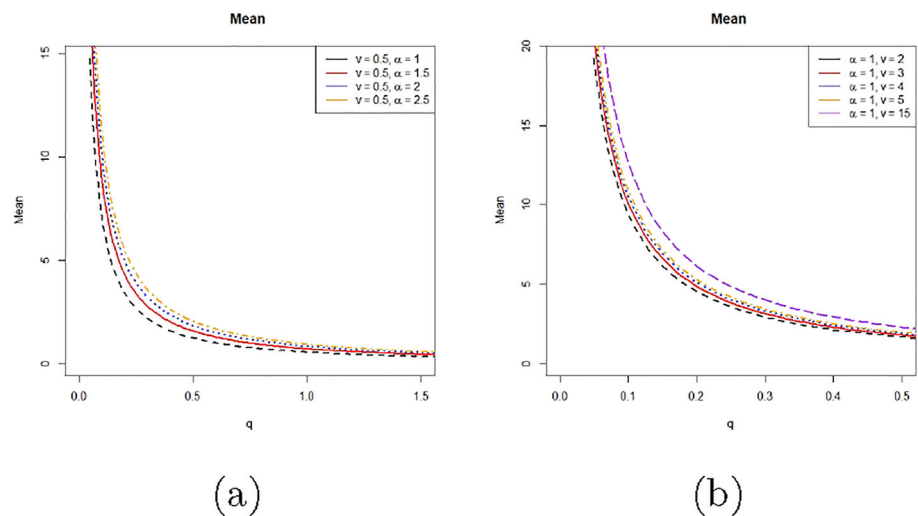 Mean
v = 0.5, α = 1
v = 0.5, α = 1.5
v = 0.5, α = 2
v = 0.5, α = 2.5
Mean
15
10
5
0
0.0 0.5 1.0 1.5
q
(a)
Mean
α = 1, v = 2
α = 1, v = 3
α = 1, v = 4
α = 1, v = 5
α = 1, v = 15
Mean
20
15
10
5
0
0.0 0.1 0.2 0.3 0.4 0.5
q
(b)